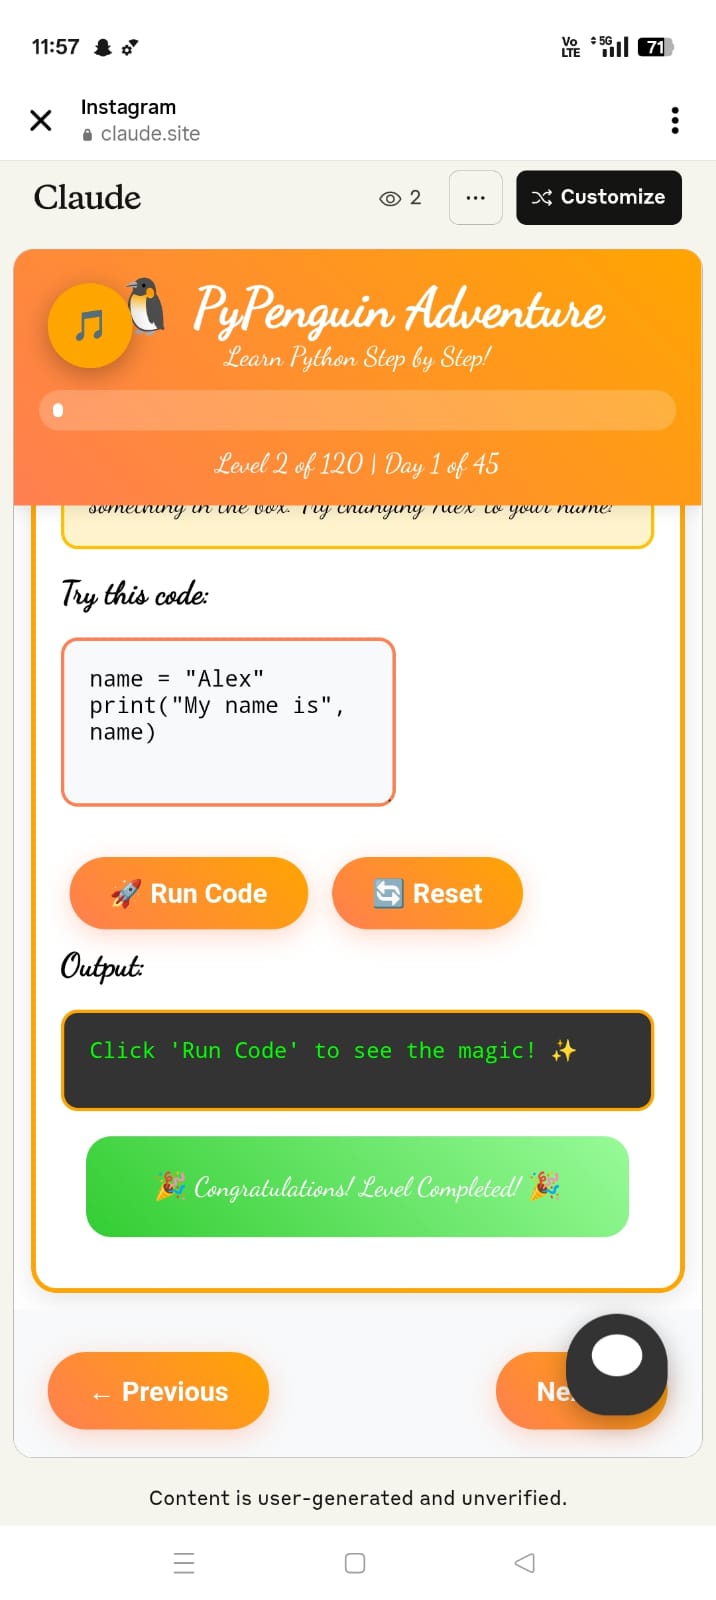 11:57
Vo LTE 5G 71
Instagram
claude.site
Claude
2
... Customize
PyPenguin Adventure
Learn Python Step by Step!
Level 2 of 120 | Day 1 of 45
something in the box. Try changing Alex to your name!
Try this code:
name = "Alex"
print("My name is",
name)
Run Code
Reset
Output:
Click 'Run Code' to see the magic! ✨
🎉 Congratulations! Level Completed! 🎉
← Previous
Content is user-generated and unverified.